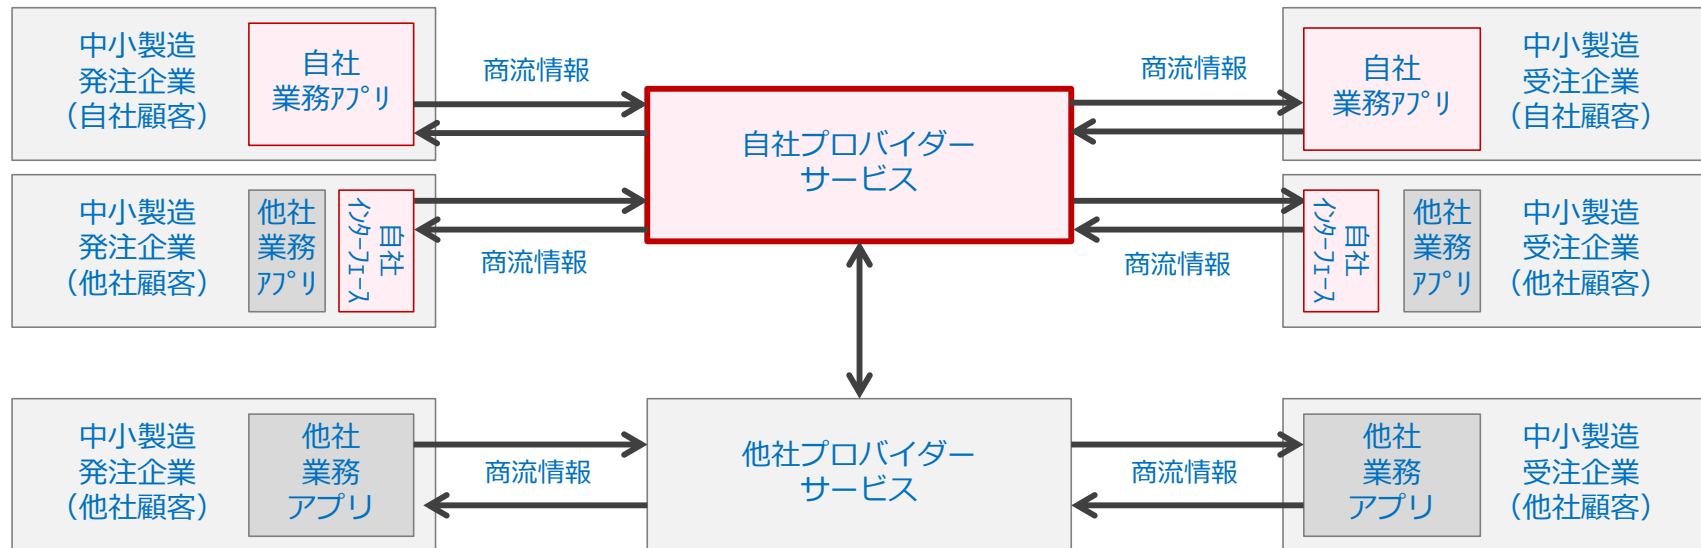 中小製造
発注企業
（自社顧客）
自社
業務ｱﾌﾟﾘ
商流情報
自社プロバイダー
サービス
商流情報
自社
業務ｱﾌﾟﾘ
中小製造
受注企業
（自社顧客）
中小製造
発注企業
（他社顧客）
他社
業務
ｱﾌﾟﾘ
自社
ｲﾝﾀｰﾌｪｰｽ
商流情報
商流情報
自社
ｲﾝﾀｰﾌｪｰｽ
他社
業務
ｱﾌﾟﾘ
中小製造
受注企業
（他社顧客）
中小製造
発注企業
（他社顧客）
他社
業務
アプリ
商流情報
他社プロバイダー
サービス
商流情報
他社
業務
アプリ
中小製造
受注企業
（他社顧客）